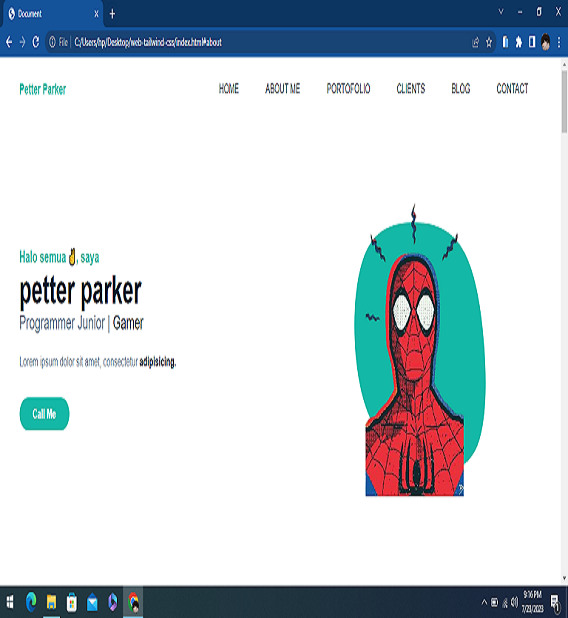 Document
File | C:/Users/hp/Desktop/web-tailwind-css/index.html#about
Petter Parker HOME ABOUT ME PORTOFOLIO CLIENTS BLOG CONTACT
Halo semua ✌, saya
petter parker
Programmer Junior | Gamer
Lorem ipsum dolor sit amet, consectetur adipisicing.
Call Me
9:16 PM
7/23/2023